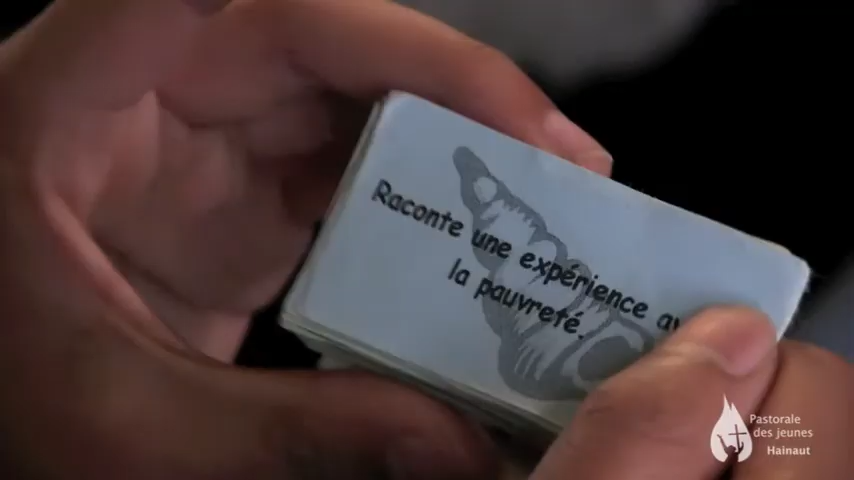 Raconte une expérience av
la pauvreté.
Pastorale
des jeunes
Hainaut